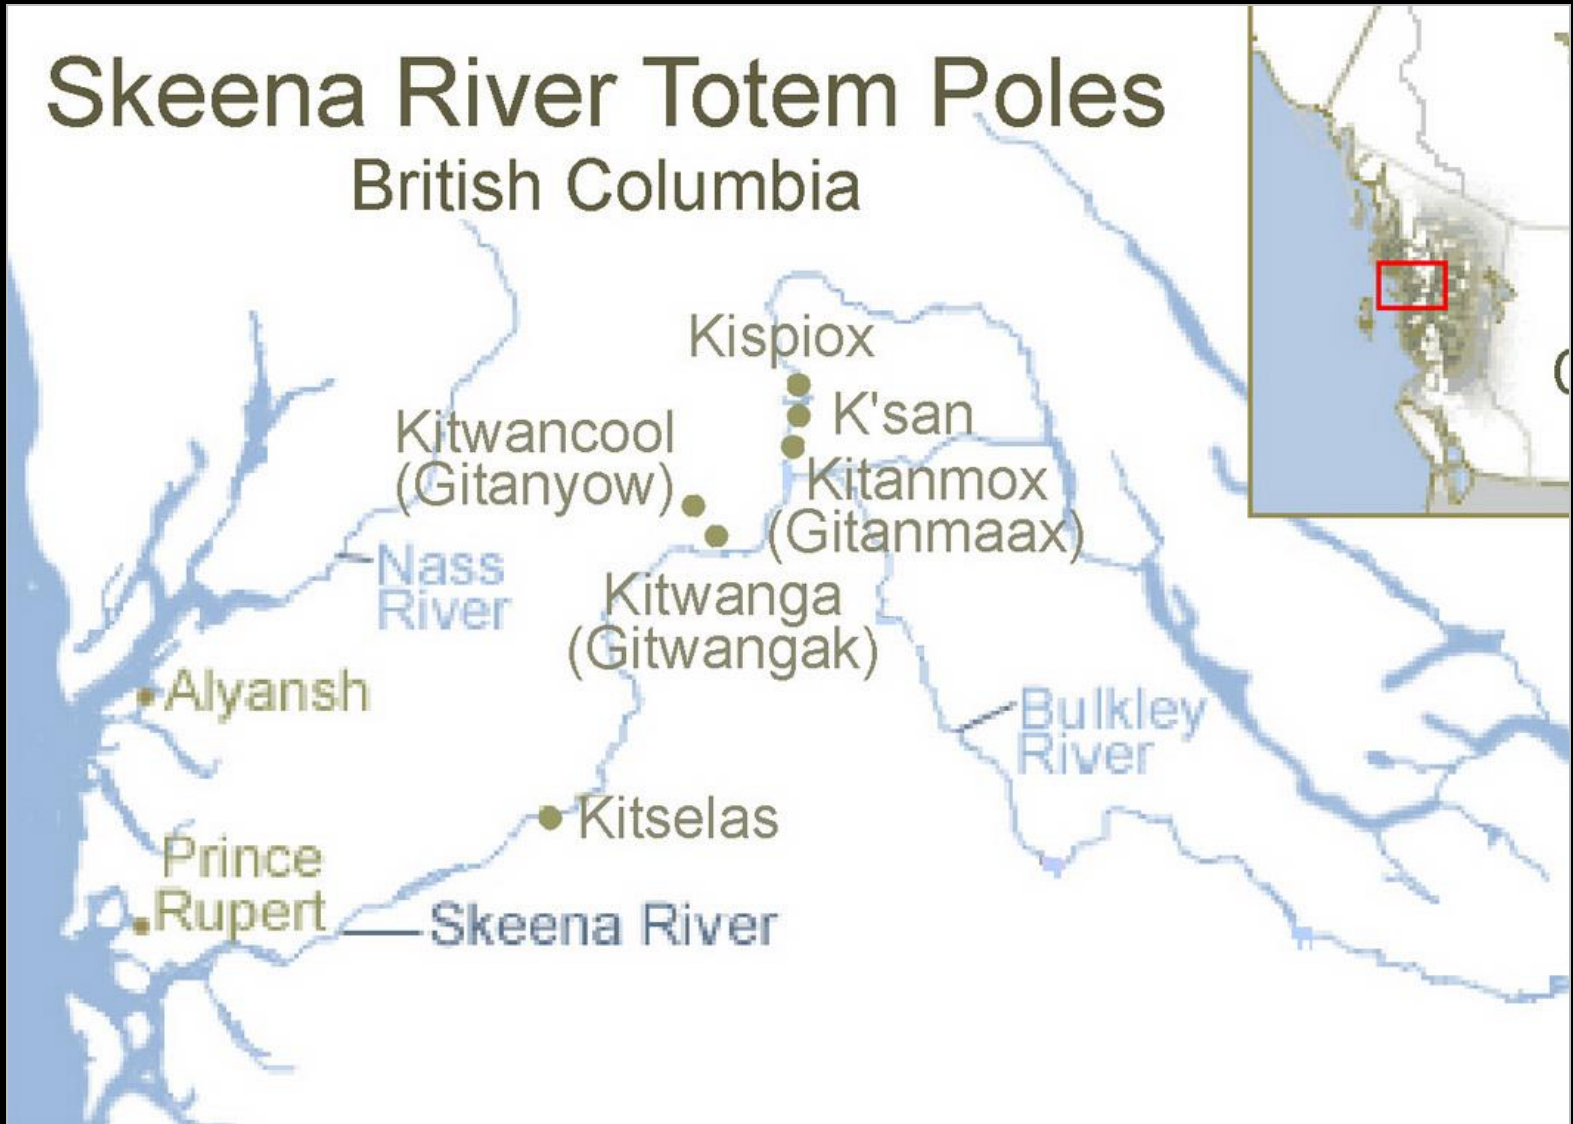 Skeena River Totem Poles
British Columbia
Kispiox
K'san
Kitwancool
(Gitanyow)
Kitanmox
(Gitanmaax)
Nass
River
Kitwanga
(Gitwangak)
Alyansh
Bulkley
River
Kitselas
Prince
Rupert
Skeena River